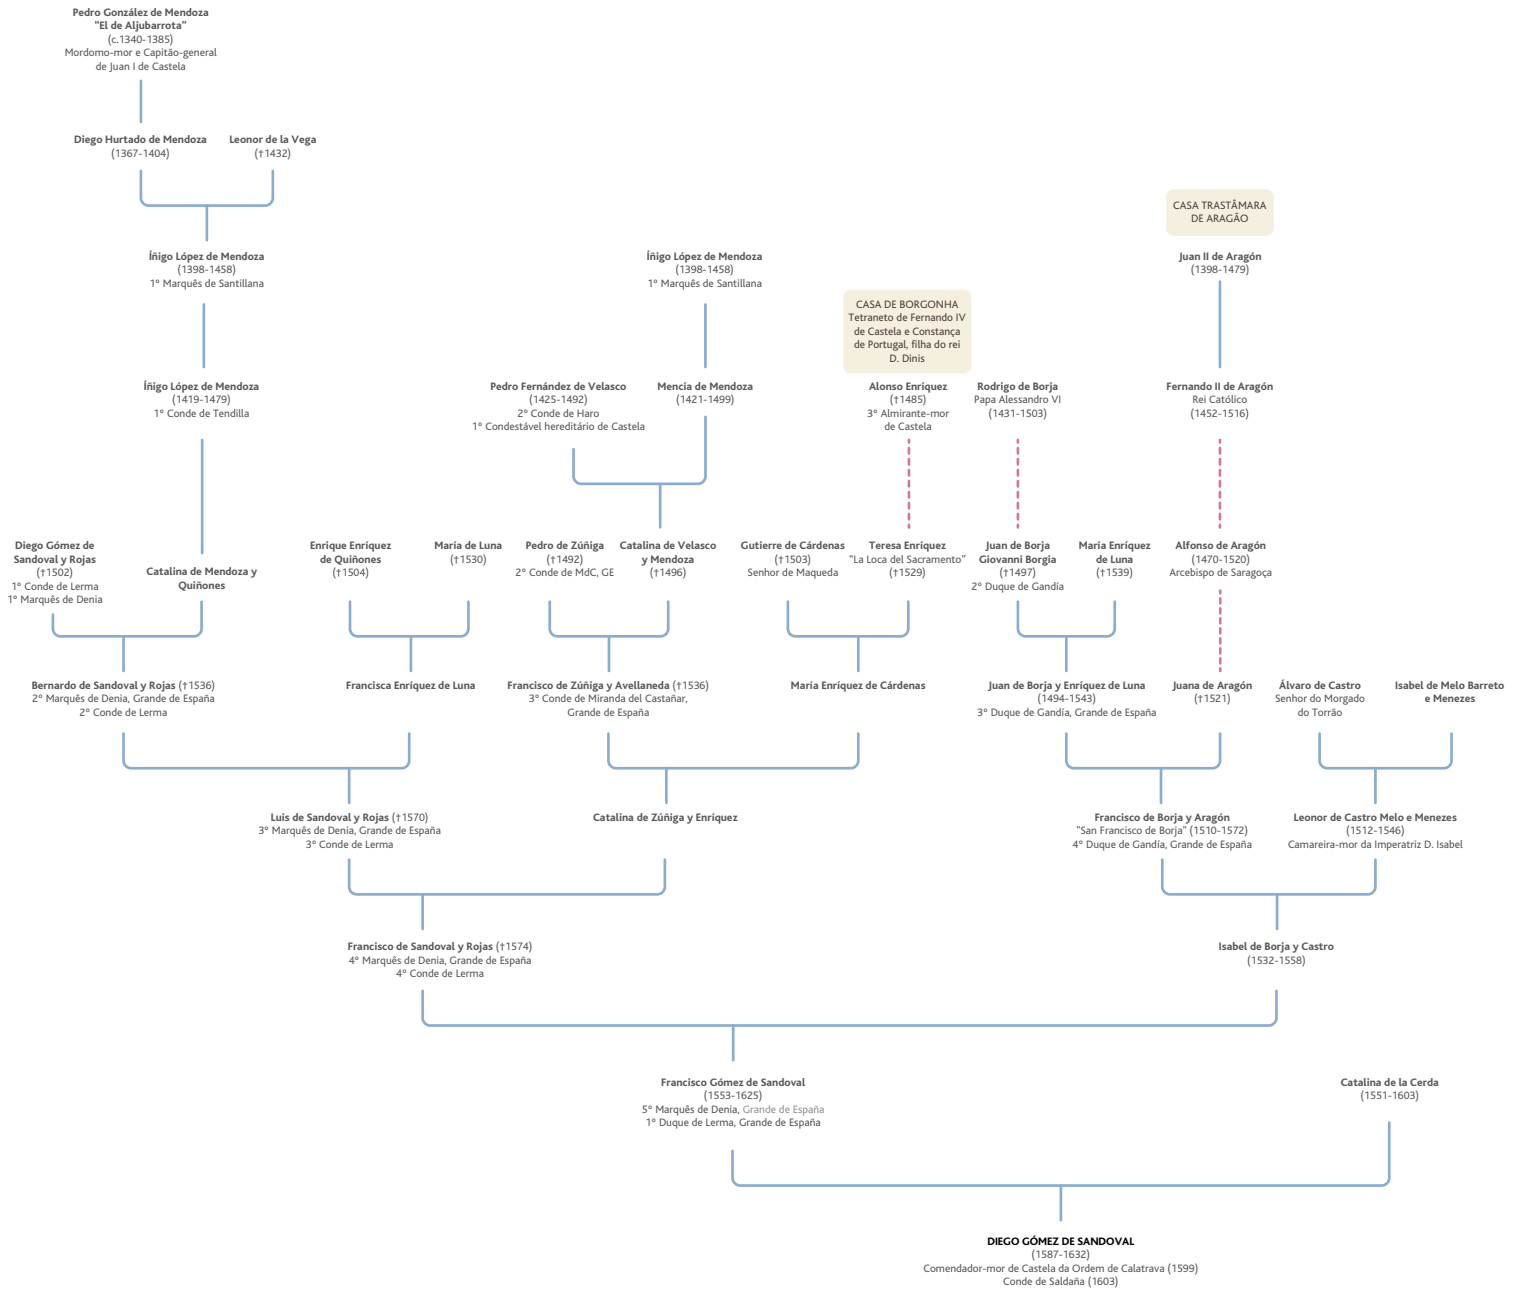 Pedro González de Mendoza
"El de Aljubarrota”
(c.1340-1385)
Mordomo-mor e Capitão-general
de Juan I de Castela
Diego Hurtado de Mendoza
(1367-1404)
Leonor de la Vega
(†1432)
CASA TRASTÂMARA
DE ARAGÃO
Íñigo López de Mendoza
(1398-1458)
1º Marquês de Santillana
Íñigo López de Mendoza
(1398-1458)
1º Marquês de Santillana
Juan II de Aragón
(1398-1479)
CASA DE BORGONHA
Tetraneto de Fernando IV
de Castela e Constança
de Portugal, filha do rei
D. Dinis
Íñigo López de Mendoza
(1419-1479)
1º Conde de Tendilla
Pedro Fernández de Velasco
(1425-1492)
2º Conde de Haro
1º Condestável hereditário de Castela
Mencía de Mendoza
(1421-1499)
Alonso Enríquez
(†1485)
3º Almirante-mor
de Castela
Rodrigo de Borja
Papa Alessandro VI
(1431-1503)
Fernando II de Aragón
Rei Católico
(1452-1516)
Diego Gómez de
Sandoval y Rojas
(†1502)
1º Conde de Lerma
1º Marquês de Denia
Catalina de Mendoza y
Quiñones
Enrique Enríquez
de Quiñones
(†1504)
María de Luna
(†1530)
Pedro de Zúñiga
(†1492)
2º Conde de MdC, GE
Catalina de Velasco
y Mendoza
(†1496)
Gutierre de Cárdenas
(†1503)
Senhor de Maqueda
Teresa Enríquez
"La Loca del Sacramento”
(†1529)
Juan de Borja
Giovanni Borgia
(†1497)
2º Duque de Gandía
María Enríquez
de Luna
(†1539)
Alfonso de Aragón
(1470-1520)
Arcebispo de Saragoça
Bernardo de Sandoval y Rojas (†1536)
2º Marquês de Denia, Grande de España
2º Conde de Lerma
Francisca Enríquez de Luna
Francisco de Zúñiga y Avellaneda (†1536)
3º Conde de Miranda del Castañar,
Grande de España
María Enríquez de Cárdenas
Juan de Borja y Enríquez de Luna
(1494-1543)
3º Duque de Gandía, Grande de España
Juana de Aragón
(†1521)
Álvaro de Castro
Senhor do Morgado
do Torrão
Isabel de Melo Barreto
e Menezes
Luis de Sandoval y Rojas (†1570)
3º Marquês de Denia, Grande de España
3º Conde de Lerma
Catalina de Zúñiga y Enríquez
Francisco de Borja y Aragón
"San Francisco de Borja" (1510-1572)
4º Duque de Gandía, Grande de España
Leonor de Castro Melo e Menezes
(1512-1546)
Camareira-mor da Imperatriz D. Isabel
Francisco de Sandoval y Rojas (†1574)
4º Marquês de Denia, Grande de España
4º Conde de Lerma
Isabel de Borja y Castro
(1532-1558)
Francisco Gómez de Sandoval
(1553-1625)
5º Marquês de Denia, Grande de España
1º Duque de Lerma, Grande de España
Catalina de la Cerda
(1551-1603)
DIEGO GÓMEZ DE SANDOVAL
(1587-1632)
Comendador-mor de Castela da Ordem de Calatrava (1599)
Conde de Saldaña (1603)